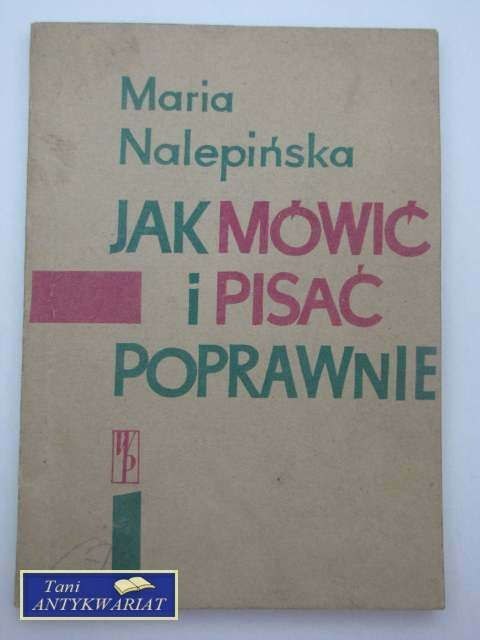 Maria
Nalepińska
JAK MÓWIĆ
i PISAĆ
POPRAWNIE
WP
Tani
ANTYKWARIAT